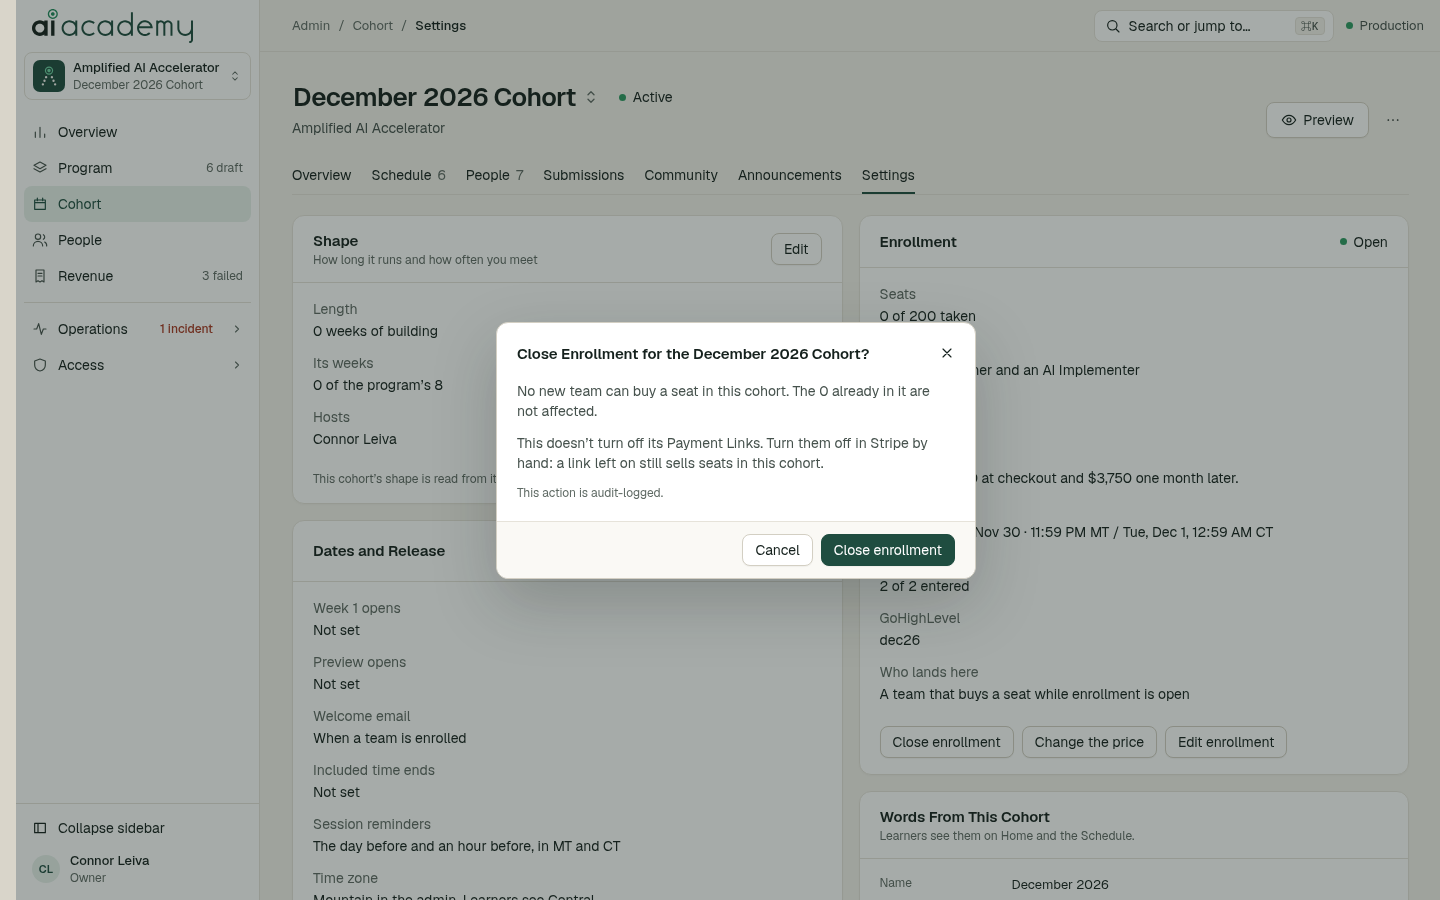 ai academy
Amplified AI Accelerator
December 2026 Cohort
Overview
Program 6 draft
Cohort
People
Revenue 3 failed
Operations 1 incident
Access
Collapse sidebar
CL
Connor Leiva
Owner
Admin / Cohort / Settings
Search or jump to… ⌘K
Production
December 2026 Cohort
Active
Amplified AI Accelerator
Preview
Overview Schedule 6 People 7 Submissions Community Announcements Settings
Shape
How long it runs and how often you meet
Edit
Length
0 weeks of building
Its weeks
0 of the program’s 8
Hosts
Connor Leiva
This cohort’s shape is read from it
Dates and Release
Week 1 opens
Not set
Preview opens
Not set
Welcome email
When a team is enrolled
Included time ends
Not set
Session reminders
The day before and an hour before, in MT and CT
Time zone
Mountain in the admin. Learners see Central.
Close Enrollment for the December 2026 Cohort?
No new team can buy a seat in this cohort. The 0 already in it are
not affected.
This doesn’t turn off its Payment Links. Turn them off in Stripe by
hand: a link left on still sells seats in this cohort.
This action is audit-logged.
Cancel
Close enrollment
Enrollment
Open
Seats
0 of 200 taken
and an AI Implementer
at checkout and $3,750 one month later.
Nov 30 · 11:59 PM MT / Tue, Dec 1, 12:59 AM CT
2 of 2 entered
GoHighLevel
dec26
Who lands here
A team that buys a seat while enrollment is open
Close enrollment
Change the price
Edit enrollment
Words From This Cohort
Learners see them on Home and the Schedule.
Name December 2026